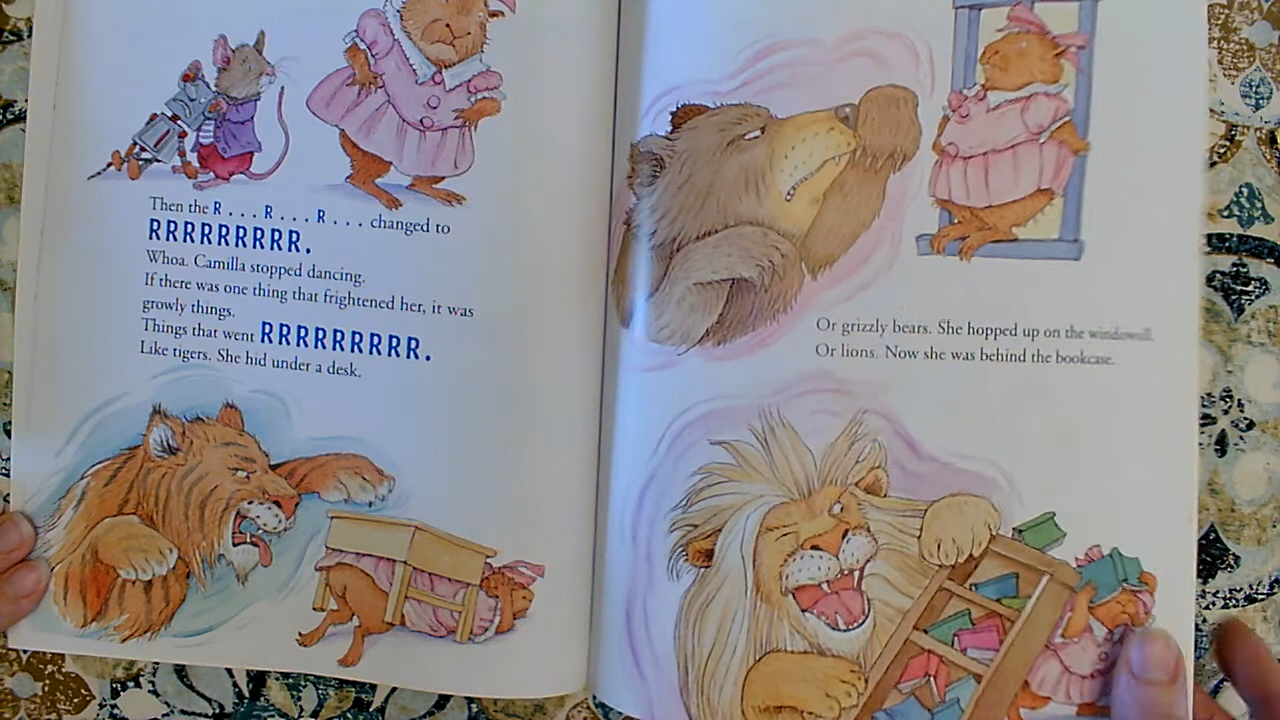 Then the R . . . R . . . R . . . changed to
RRRRRRRRR.
Whoa. Camilla stopped dancing.
If there was one thing that frightened her, it was
growly things.
Things that went RRRRRRRRR.
Like tigers. She hid under a desk.
Or grizzly bears. She hopped up on the windowsill.
Or lions. Now she was behind the bookcase.